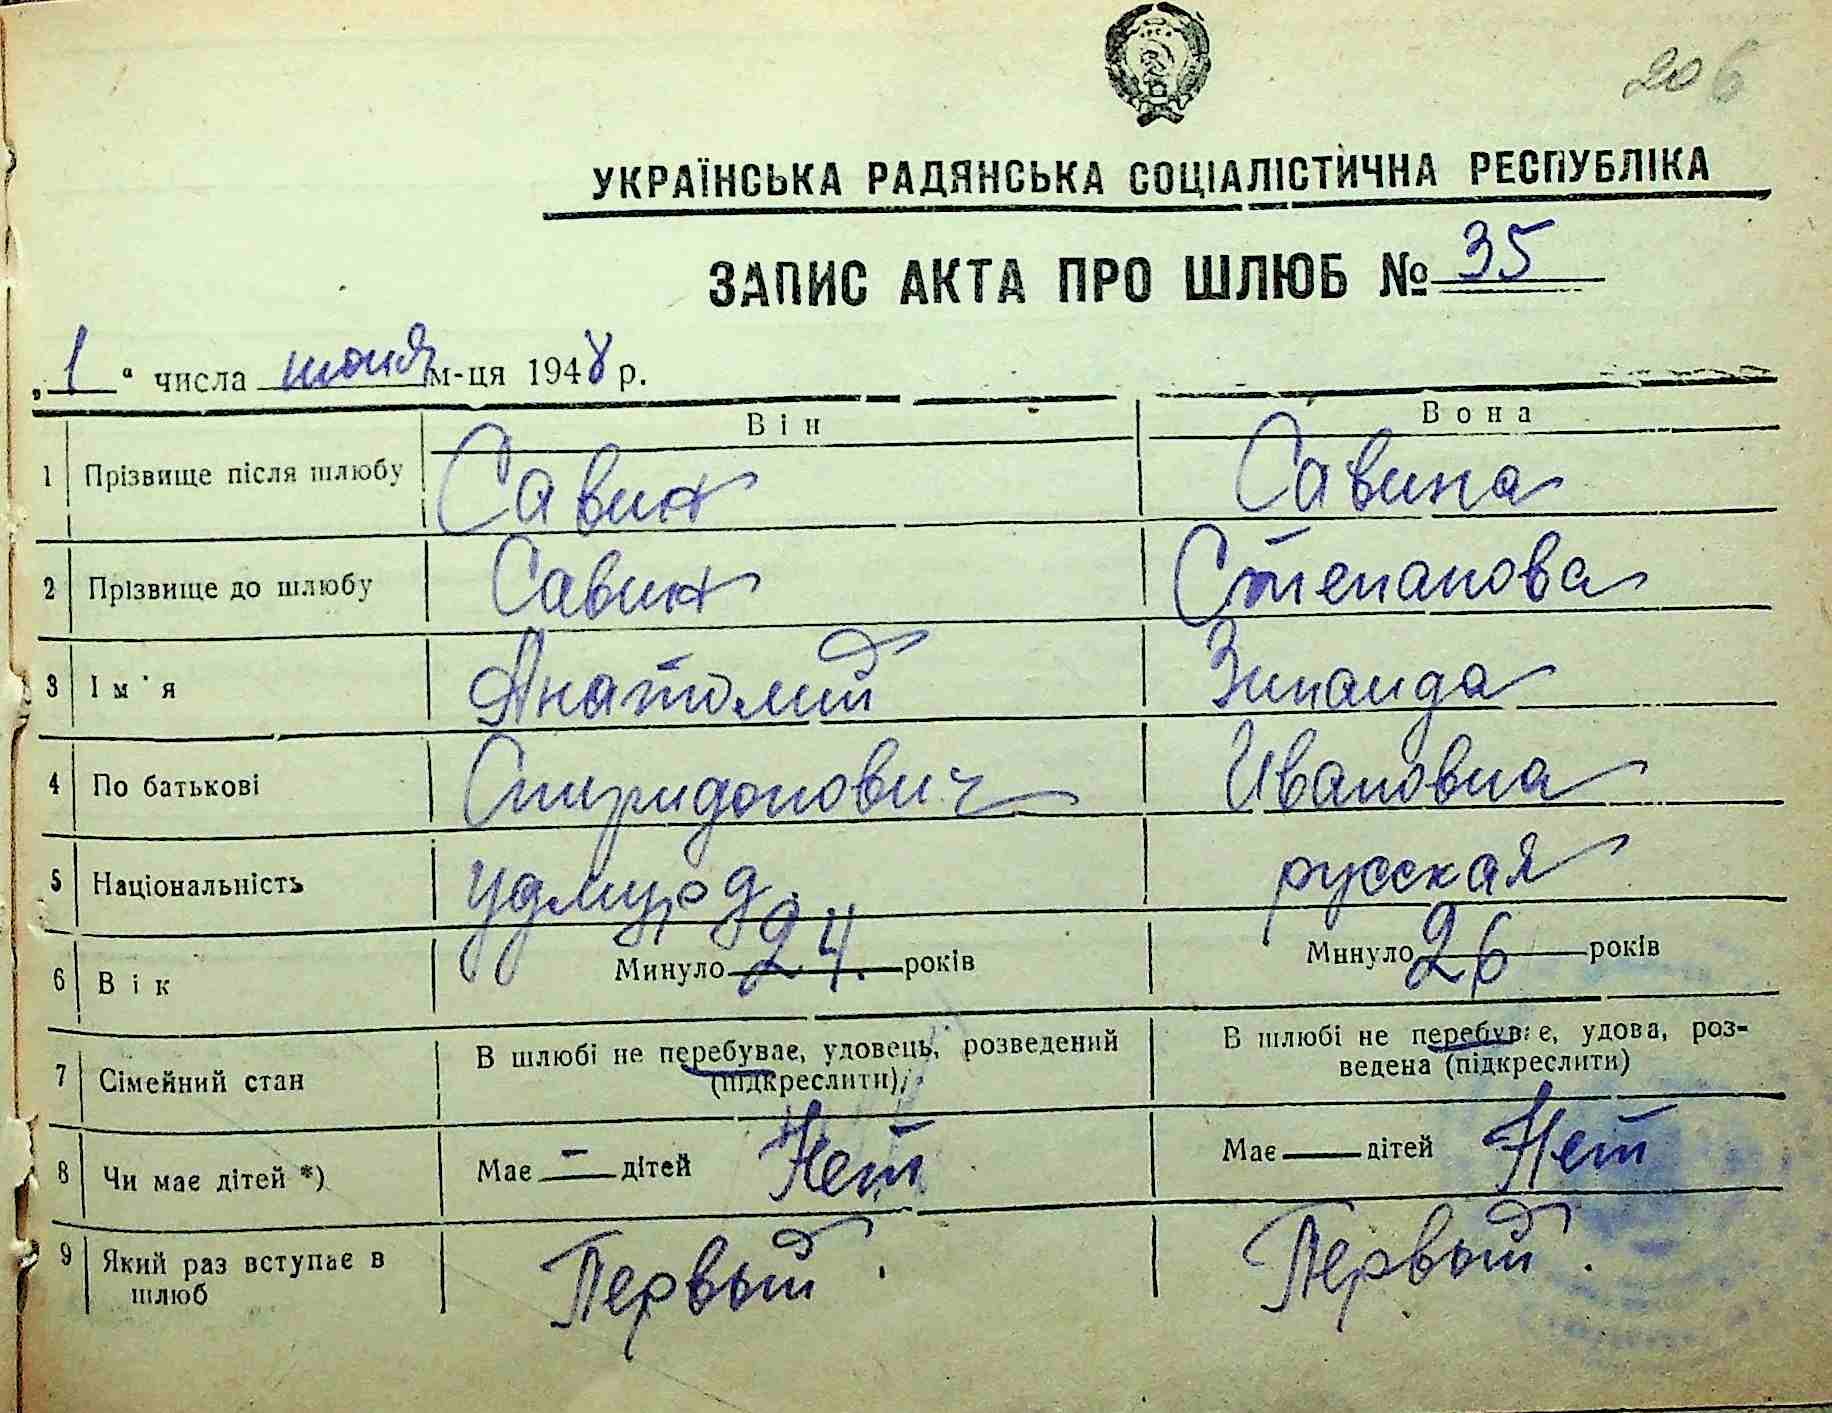 206
УКРАЇНСЬКА РАДЯНСЬКА СОЦІАЛІСТИЧНА РЕСПУБЛІКА
ЗАПИС АКТА ПРО ШЛЮБ № 35
„1“ числа июня м-ця 1948 р.
Він Вона
1 Прізвище після шлюбу Савин Савина
2 Прізвище до шлюбу Савин Степанова
3 Ім'я Анатолий Зинаида
4 По батькові Спиридонович Ивановна
5 Національність удмурд. русская
6 Вік Минуло 24. років Минуло 26 років
7 Сімейний стан В шлюбі не перебуває, удовець, розведений (підкреслити) В шлюбі не перебуває, удова, роз-
ведена (підкреслити)
8 Чи має дітей *) Має — дітей Нет Має дітей Нет
9 Який раз вступає в шлюб Первый. Первый.